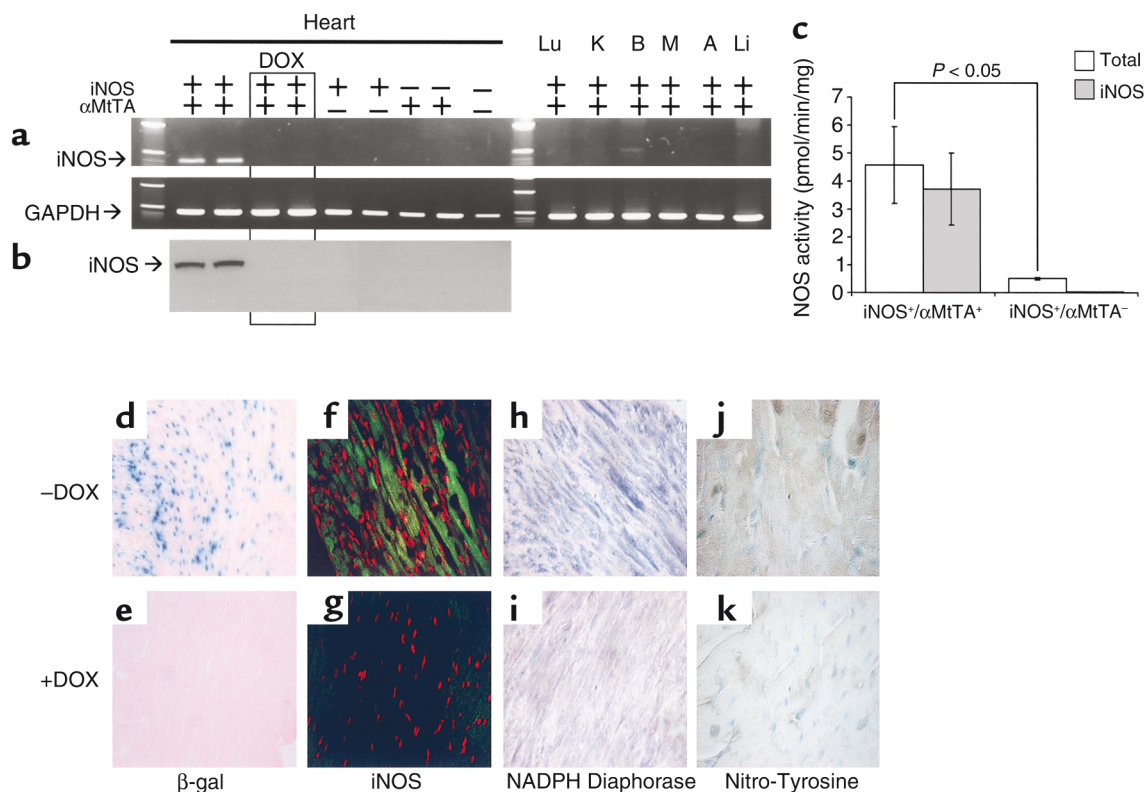 Heart
DOX
Lu K B M A Li
iNOS + + + + + + − − − + + + + + +
αMtTA + + + + − − + + − + + + + + +
a
iNOS→
GAPDH→
b
iNOS→
c
Total
iNOS
P < 0.05
NOS activity (pmol/min/mg)
7
6
5
4
3
2
1
0
iNOS⁺/αMtTA⁺ iNOS⁺/αMtTA⁻
d f h j
−DOX
e g i k
+DOX
β-gal iNOS NADPH Diaphorase Nitro-Tyrosine